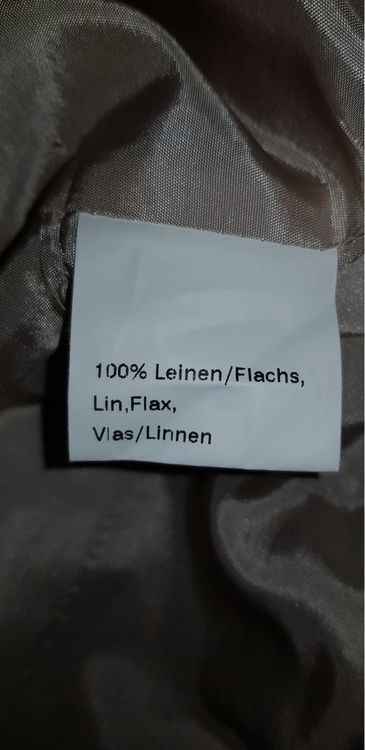 100% Leinen/Flachs,
Lin,Flax,
Vlas/Linnen